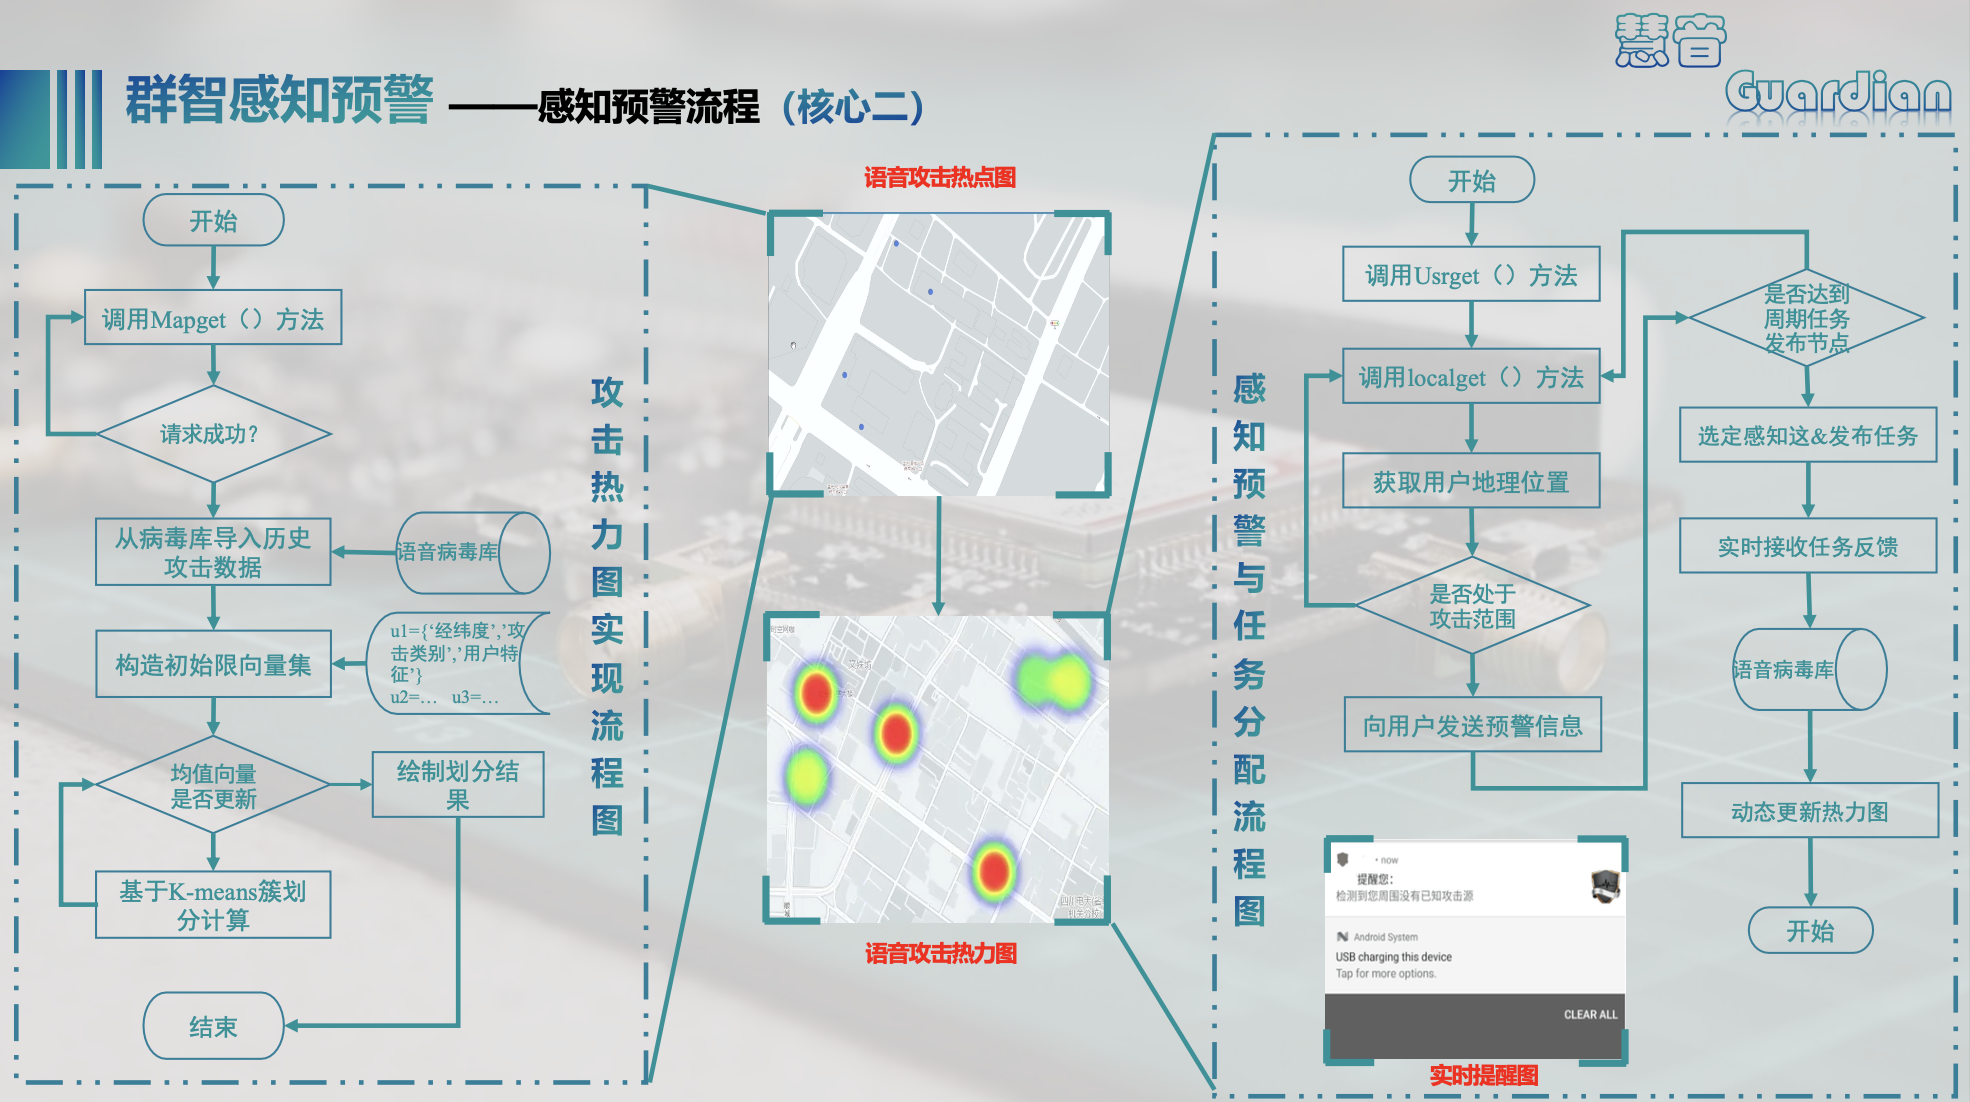 慧音
Guardian
群智感知预警 ——感知预警流程（核心二）
开始
调用Mapget（）方法
请求成功?
从病毒库导入历史
攻击数据
语音病毒库
构造初始限向量集
u1={‘经纬度’,’攻
击类别’,’用户特
征’}
u2=… u3=…
均值向量
是否更新
绘制划分结
果
基于K-means簇划
分计算
结束
攻击热力图实现流程图
语音攻击热点图
语音攻击热力图
感知预警与任务分配流程图
开始
调用Usrget（）方法
调用localget（）方法
获取用户地理位置
是否处于
攻击范围
向用户发送预警信息
是否达到
周期任务
发布节点
选定感知这&发布任务
实时接收任务反馈
语音病毒库
动态更新热力图
开始
• now
提醒您：
检测到您周围没有已知攻击源
Android System
USB charging this device
Tap for more options.
CLEAR ALL
实时提醒图